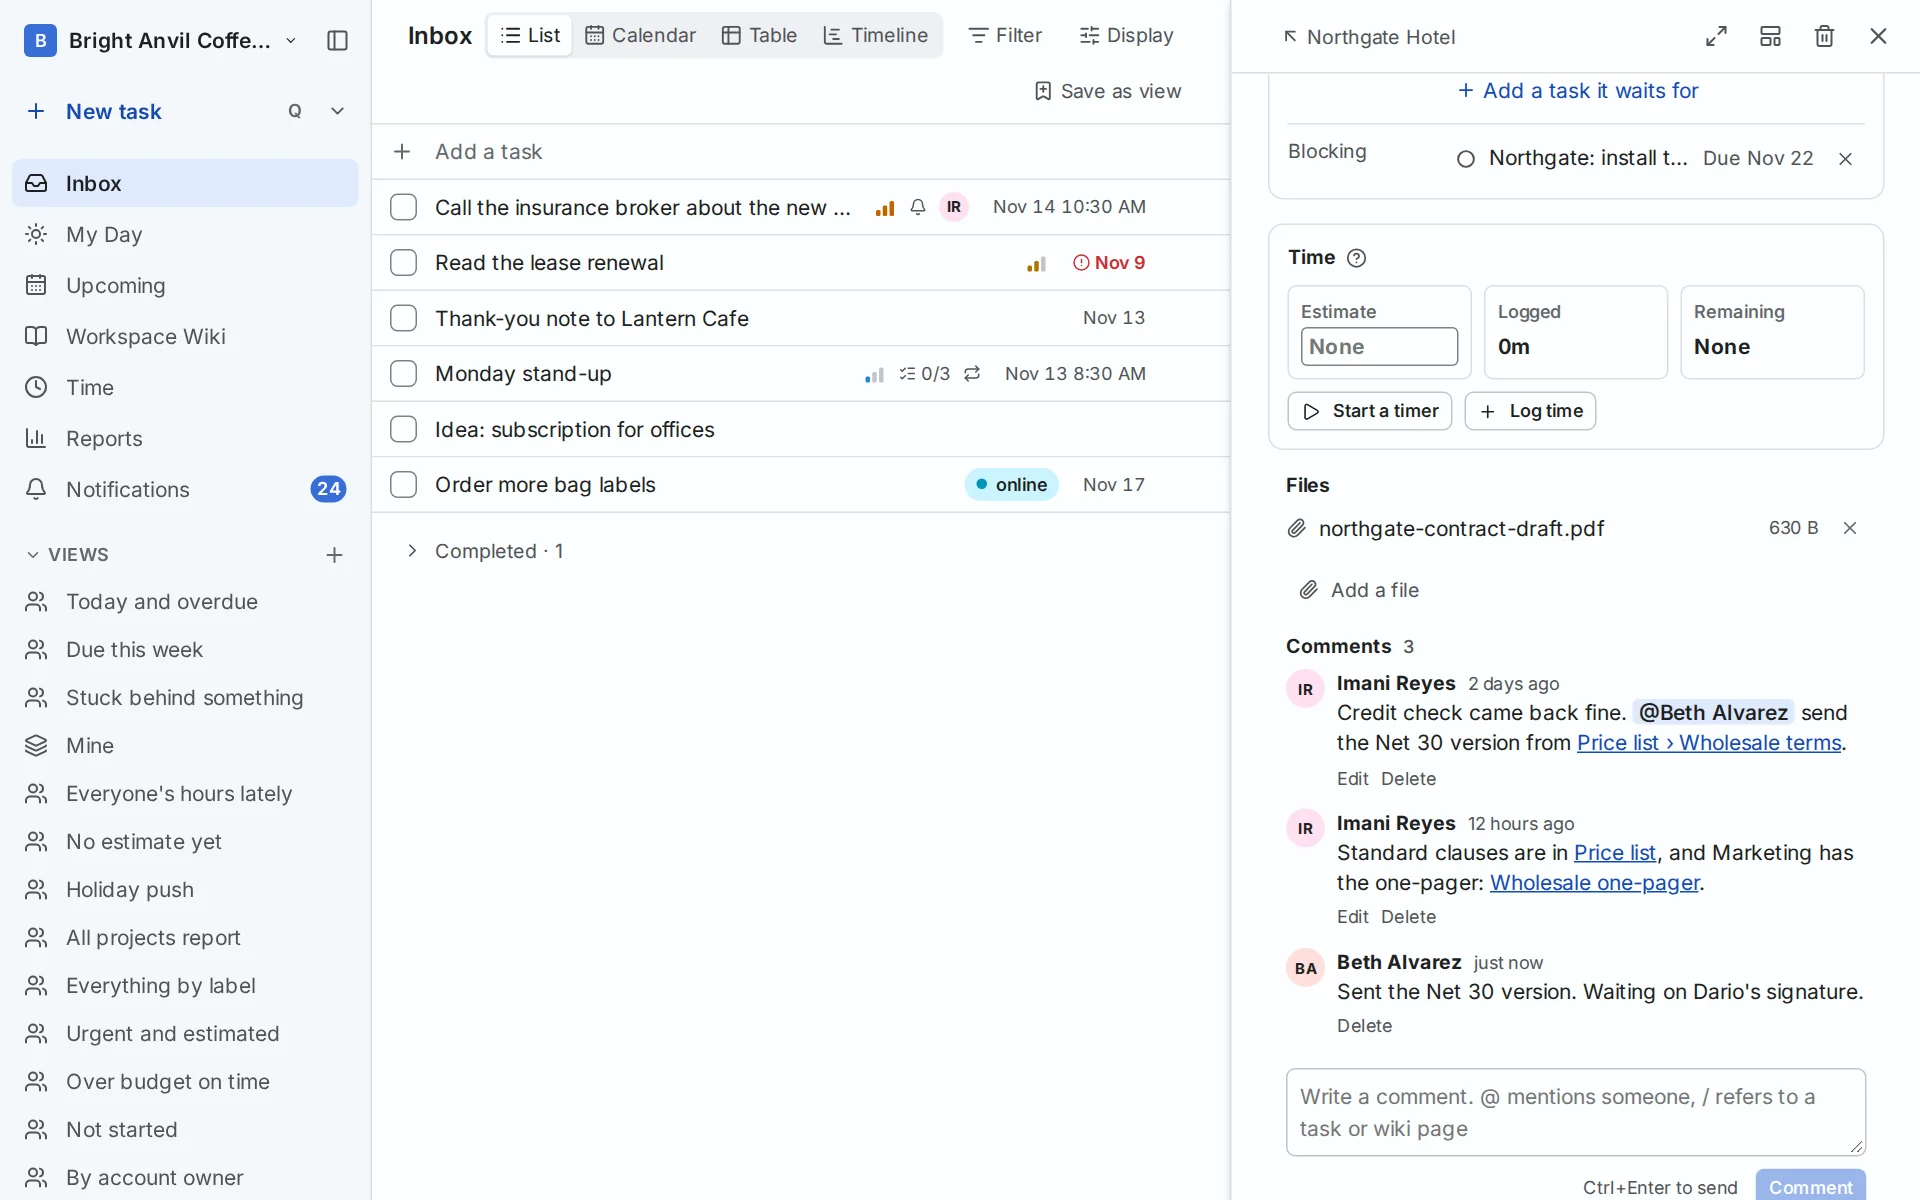 B Bright Anvil Coffe...
New task Q
Inbox
My Day
Upcoming
Workspace Wiki
Time
Reports
Notifications 24
VIEWS
Today and overdue
Due this week
Stuck behind something
Mine
Everyone's hours lately
No estimate yet
Holiday push
All projects report
Everything by label
Urgent and estimated
Over budget on time
Not started
By account owner
Inbox List Calendar Table Timeline Filter Display
Save as view
Add a task
Call the insurance broker about the new ... IR Nov 14 10:30 AM
Read the lease renewal Nov 9
Thank-you note to Lantern Cafe Nov 13
Monday stand-up 0/3 Nov 13 8:30 AM
Idea: subscription for offices
Order more bag labels online Nov 17
Completed · 1
Northgate Hotel
Add a task it waits for
Blocking Northgate: install t... Due Nov 22
Time
Estimate Logged Remaining
None 0m None
Start a timer Log time
Files
northgate-contract-draft.pdf 630 B
Add a file
Comments 3
IR Imani Reyes 2 days ago
Credit check came back fine. @Beth Alvarez send
the Net 30 version from Price list › Wholesale terms.
Edit Delete
IR Imani Reyes 12 hours ago
Standard clauses are in Price list, and Marketing has
the one-pager: Wholesale one-pager.
Edit Delete
BA Beth Alvarez just now
Sent the Net 30 version. Waiting on Dario's signature.
Delete
Write a comment. @ mentions someone, / refers to a
task or wiki page
Ctrl+Enter to send Comment